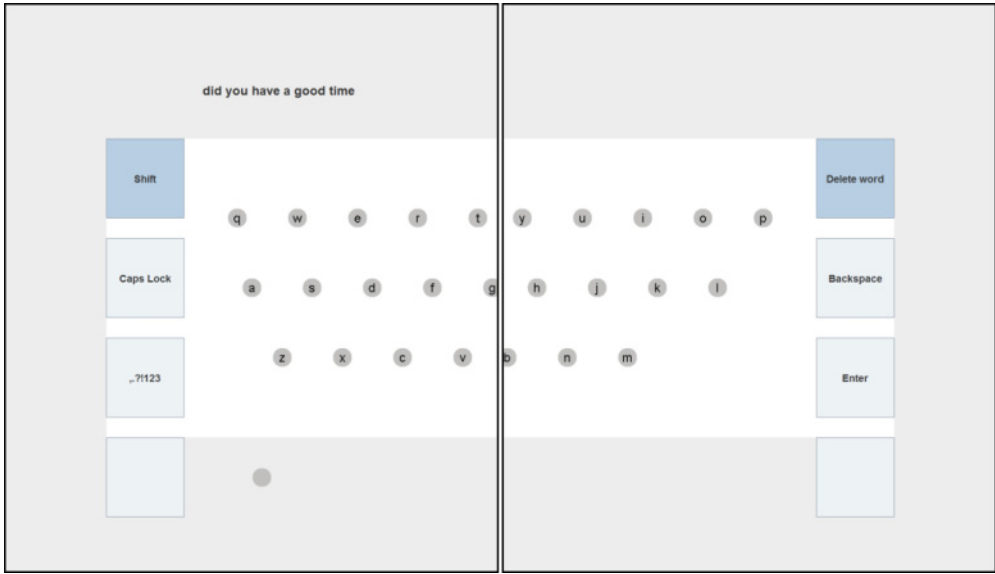 did you have a good time
Shift Delete word
q w e r t y u i o p
Caps Lock a s d f g h j k l Backspace
z x c v b n m
,.?!123 Enter